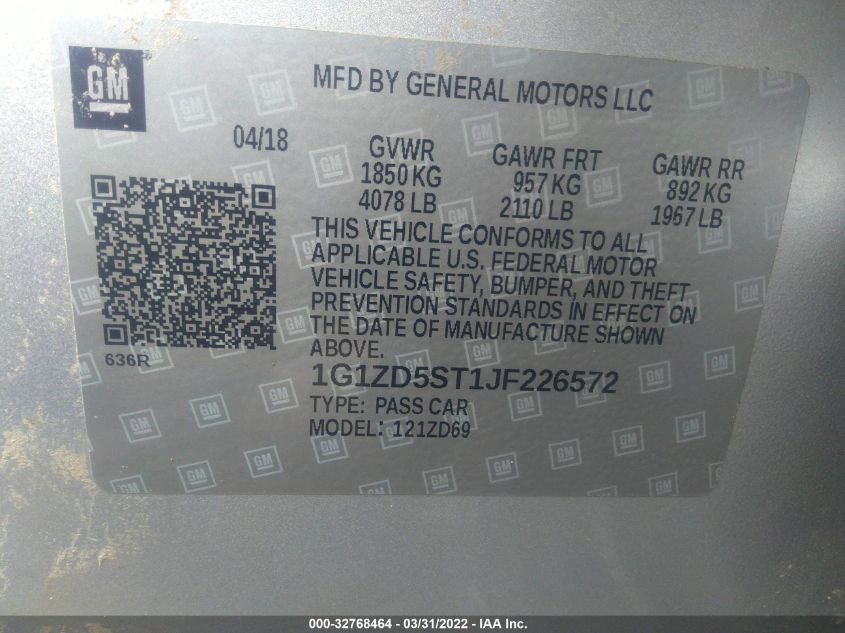 GM
MFD BY GENERAL MOTORS LLC
04/18
GVWR
1850 KG
4078 LB
GAWR FRT
957 KG
2110 LB
GAWR RR
892 KG
1967 LB
THIS VEHICLE CONFORMS TO ALL
APPLICABLE U.S. FEDERAL MOTOR
VEHICLE SAFETY, BUMPER, AND THEFT
PREVENTION STANDARDS IN EFFECT ON
THE DATE OF MANUFACTURE SHOWN
ABOVE.
636R
1G1ZD5ST1JF226572
TYPE: PASS CAR
MODEL: 121ZD69
000-32768464 - 03/31/2022 - IAA Inc.